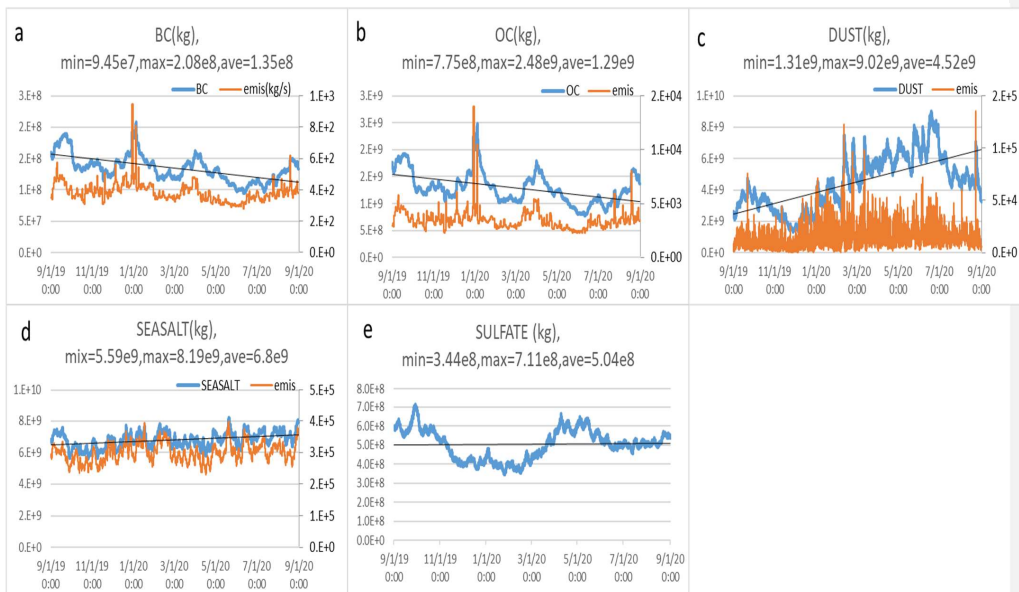 a
BC(kg),
min=9.45e7,max=2.08e8,ave=1.35e8
BC emis(kg/s)
3.E+8
2.E+8
2.E+8
1.E+8
5.E+7
0.E+0
1.E+3
8.E+2
6.E+2
4.E+2
2.E+2
0.E+0
9/1/19 11/1/19 1/1/20 3/1/20 5/1/20 7/1/20 9/1/20
0:00 0:00 0:00 0:00 0:00 0:00 0:00
b
OC(kg),
min=7.75e8,max=2.48e9,ave=1.29e9
OC emis
3.E+9
3.E+9
2.E+9
2.E+9
1.E+9
5.E+8
0.E+0
2.E+04
1.E+04
5.E+03
0.E+00
9/1/19 11/1/19 1/1/20 3/1/20 5/1/20 7/1/20 9/1/20
0:00 0:00 0:00 0:00 0:00 0:00 0:00
c
DUST(kg),
min=1.31e9,max=9.02e9,ave=4.52e9
DUST emis
1.E+10
8.E+9
6.E+9
4.E+9
2.E+9
0.E+0
2.E+5
1.E+5
5.E+4
0.E+0
9/1/19 11/1/19 1/1/20 3/1/20 5/1/20 7/1/20 9/1/20
0:00 0:00 0:00 0:00 0:00 0:00 0:00
d
SEASALT(kg),
mix=5.59e9,max=8.19e9,ave=6.8e9
SEASALT emis
1.E+10
8.E+9
6.E+9
4.E+9
2.E+9
0.E+0
5.E+5
4.E+5
3.E+5
2.E+5
1.E+5
0.E+0
9/1/19 11/1/19 1/1/20 3/1/20 5/1/20 7/1/20 9/1/20
0:00 0:00 0:00 0:00 0:00 0:00 0:00
e
SULFATE (kg),
min=3.44e8,max=7.11e8,ave=5.04e8
8.0E+8
7.0E+8
6.0E+8
5.0E+8
4.0E+8
3.0E+8
2.0E+8
1.0E+8
0.0E+0
9/1/19 11/1/19 1/1/20 3/1/20 5/1/20 7/1/20 9/1/20
0:00 0:00 0:00 0:00 0:00 0:00 0:00